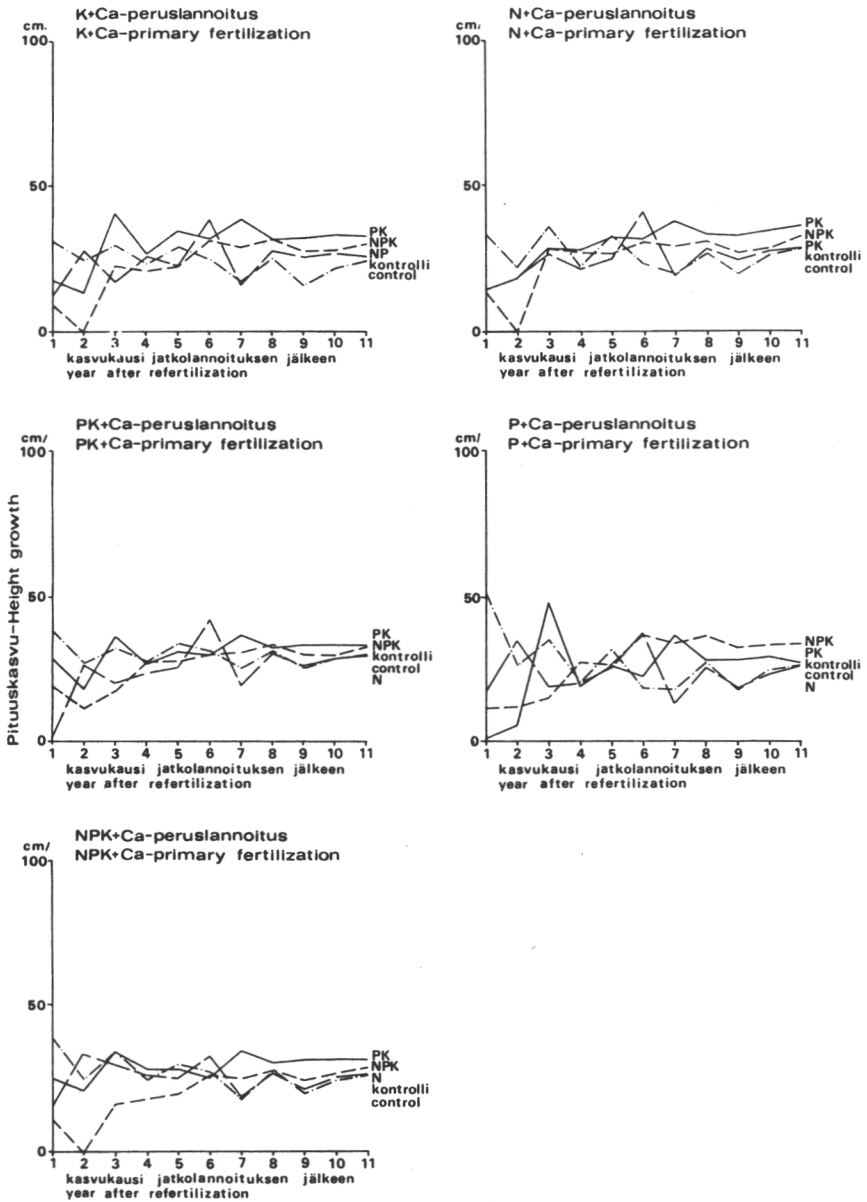 K+Ca-peruslannoitus
K+Ca-primary fertilization
cm.
100
50
0
PK
NPK
NP
kontrolli
control
1 2 3 4 5 6 7 8 9 10 11
kasvukausi jatkolannoituksen jälkeen
year after refertilization
N+Ca-peruslannoitus
N+Ca-primary fertilization
cm/
100
50
0
PK
NPK
PK
kontrolli
control
1 2 3 4 5 6 7 8 9 10 11
kasvukausi jatkolannoituksen jälkeen
year after refertilization
Pituuskasvu-Height growth
PK+Ca-peruslannoitus
PK+Ca-primary fertilization
cm/
100
50
0
PK
NPK
kontrolli
control
N
1 2 3 4 5 6 7 8 9 10 11
kasvukausi jatkolannoituksen jälkeen
year after refertilization
P+Ca-peruslannoitus
P+Ca-primary fertilization
cm/
100
50
0
NPK
PK
kontrolli
control
N
1 2 3 4 5 6 7 8 9 10 11
kasvukausi jatkolannoituksen jälkeen
year after refertilization
NPK+Ca-peruslannoitus
NPK+Ca-primary fertilization
cm/
100
50
0
PK
NPK
N
kontrolli
control
1 2 3 4 5 6 7 8 9 10 11
kasvukausi jatkolannoituksen jälkeen
year after refertilization